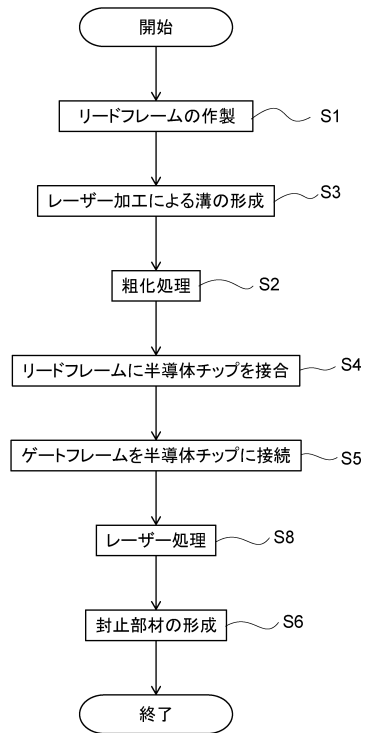 開始
リードフレームの作製 S1
レーザー加工による溝の形成 S3
粗化処理 S2
リードフレームに半導体チップを接合 S4
ゲートフレームを半導体チップに接続 S5
レーザー処理 S8
封止部材の形成 S6
終了